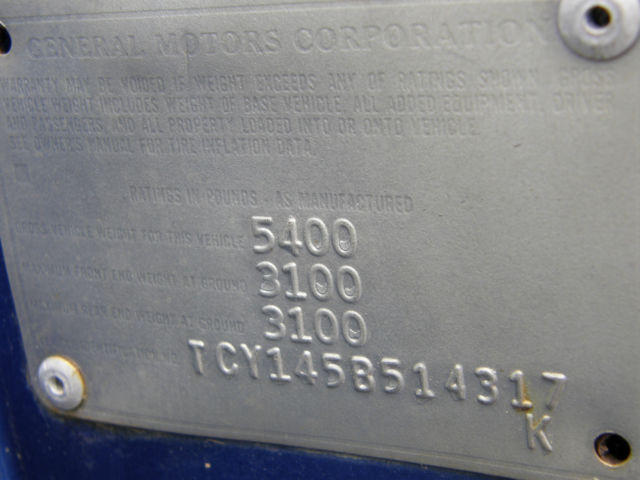 GENERAL MOTORS CORPORATION
WARRANTY MAY BE VOIDED IF WEIGHT EXCEEDS ANY OF RATINGS SHOWN. GROSS
VEHICLE WEIGHT INCLUDES WEIGHT OF BASE VEHICLE, ALL ADDED EQUIPMENT, DRIVER
AND PASSENGERS, AND ALL PROPERTY LOADED INTO OR ONTO VEHICLE.
SEE OWNER'S MANUAL FOR TIRE INFLATION DATA.
RATINGS IN POUNDS - AS MANUFACTURED
GROSS VEHICLE WEIGHT FOR THIS VEHICLE 5400
MAXIMUM FRONT END WEIGHT AT GROUND 3100
MAXIMUM REAR END WEIGHT AT GROUND 3100
NO. TCY1458514317
K